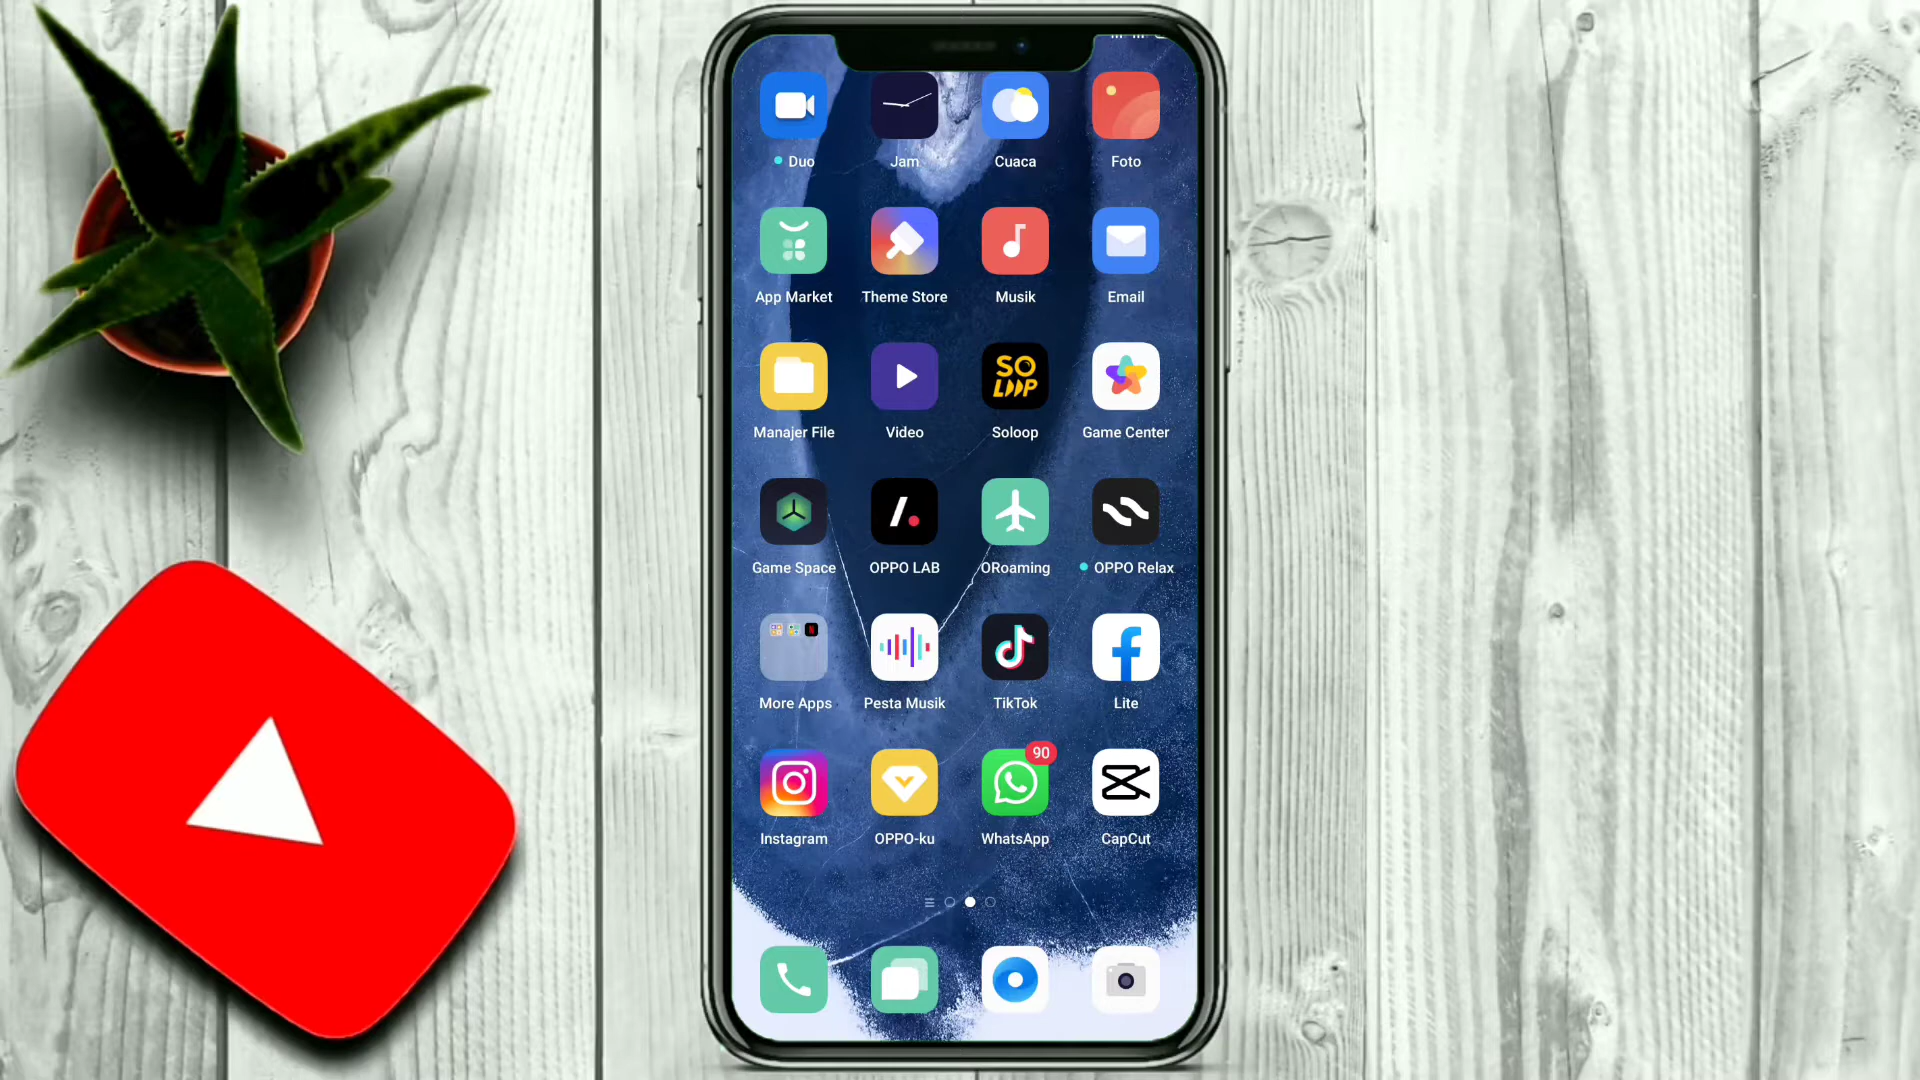 Duo Jam Cuaca Foto
App Market Theme Store Musik Email
SO
LOOP
Manajer File Video Soloop Game Center
Game Space OPPO LAB ORoaming OPPO Relax
More Apps Pesta Musik TikTok Lite
90
Instagram OPPO-ku WhatsApp CapCut